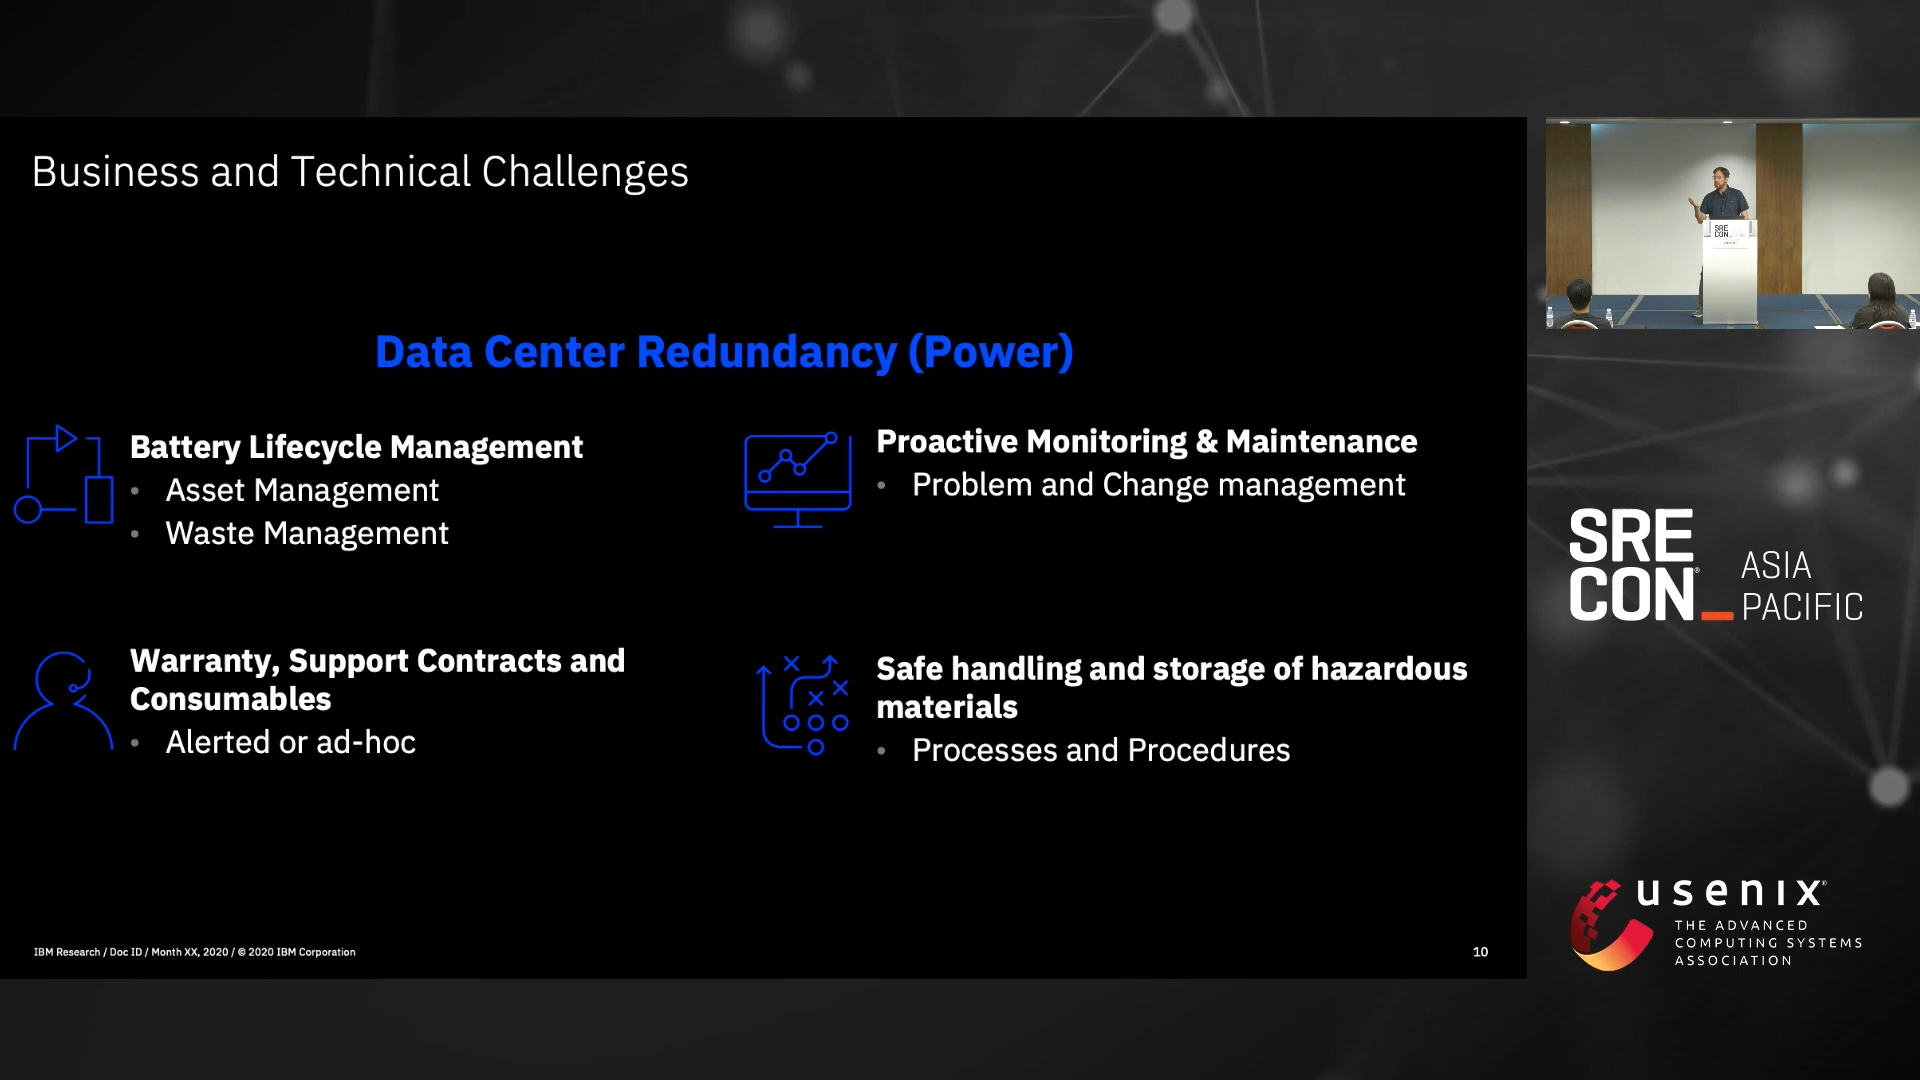 Business and Technical Challenges
Data Center Redundancy (Power)
Battery Lifecycle Management
• Asset Management
• Waste Management
Proactive Monitoring & Maintenance
• Problem and Change management
Warranty, Support Contracts and
Consumables
• Alerted or ad-hoc
Safe handling and storage of hazardous
materials
• Processes and Procedures
IBM Research / Doc ID / Month XX, 2020 / © 2020 IBM Corporation
10
SRE
CON
SRE
CON®_
ASIA
PACIFIC
usenix®
THE ADVANCED
COMPUTING SYSTEMS
ASSOCIATION